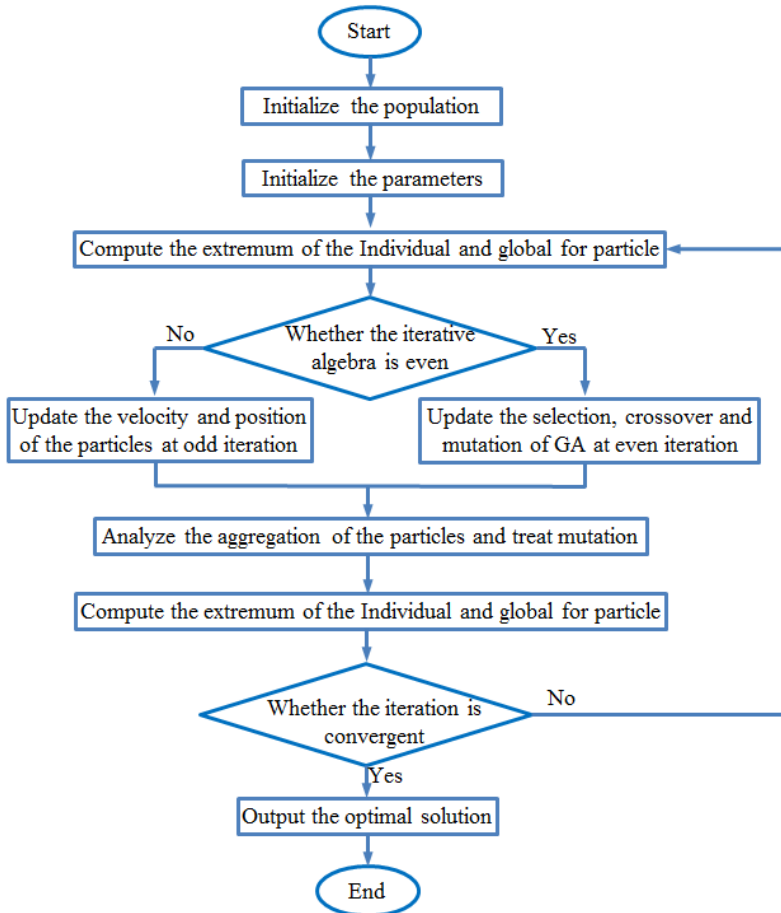 Start
Initialize the population
Initialize the parameters
Compute the extremum of the Individual and global for particle
No
Whether the iterative
algebra is even
Yes
Update the velocity and position
of the particles at odd iteration
Update the selection, crossover and
mutation of GA at even iteration
Analyze the aggregation of the particles and treat mutation
Compute the extremum of the Individual and global for particle
Whether the iteration is
convergent
No
Yes
Output the optimal solution
End